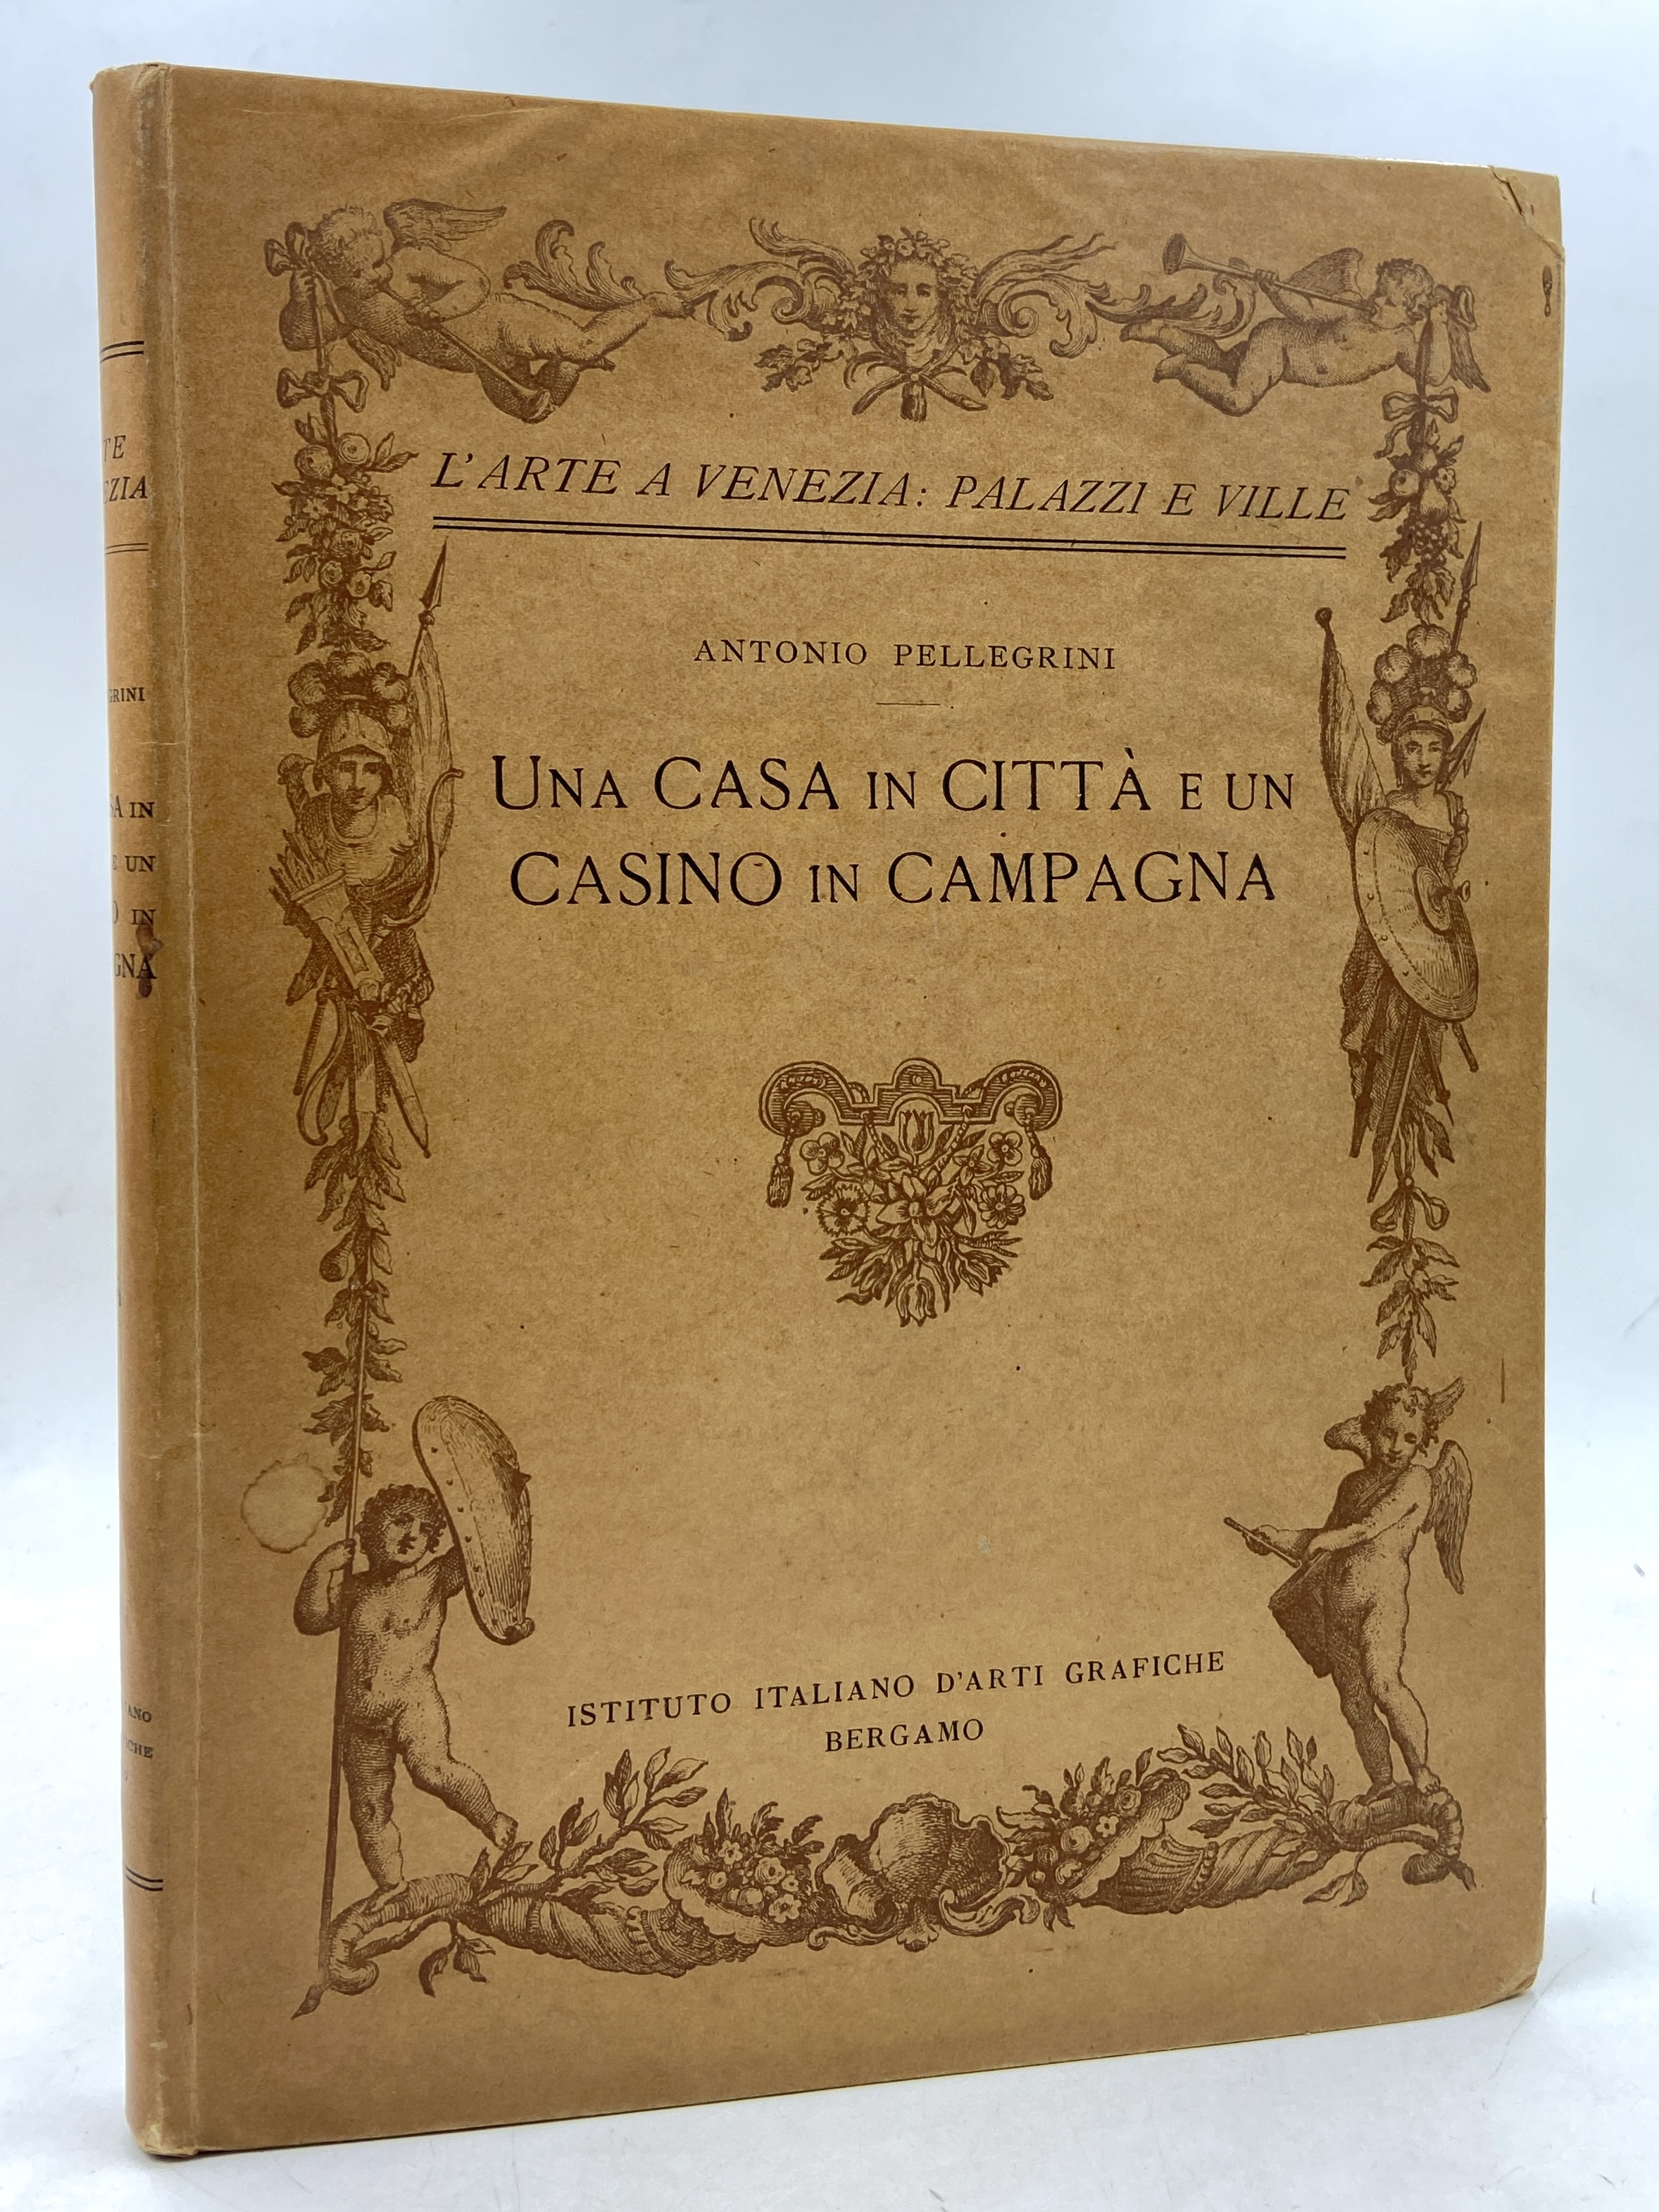 L'ARTE A VENEZIA: PALAZZI E VILLE
ANTONIO PELLEGRINI
UNA CASA IN CITTÀ E UN
CASINO IN CAMPAGNA
ISTITUTO ITALIANO D'ARTI GRAFICHE
BERGAMO